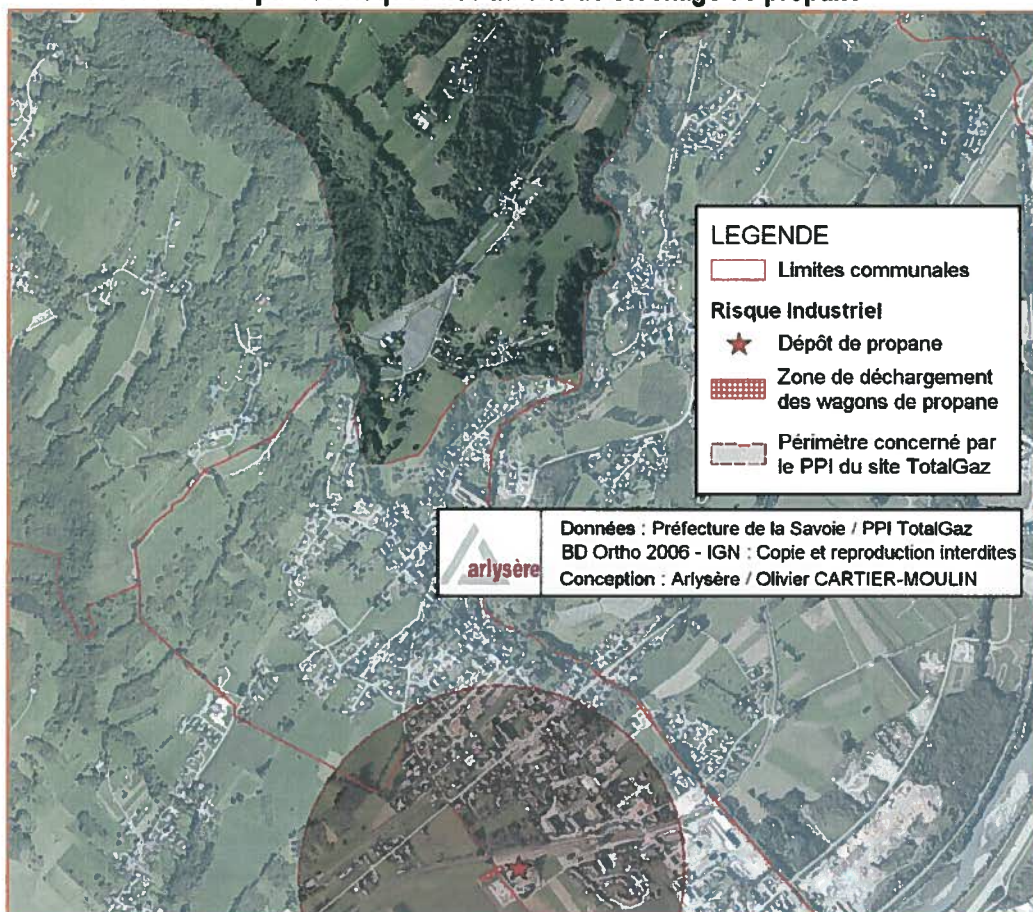 LEGENDE
Limites communales
Risque Industriel
Dépôt de propane
Zone de déchargement
des wagons de propane
Périmètre concerné par
le PPI du site TotalGaz
arlysère
Données : Préfecture de la Savoie / PPI TotalGaz
BD Ortho 2006 - IGN : Copie et reproduction interdites
Conception : Arlysère / Olivier CARTIER-MOULIN